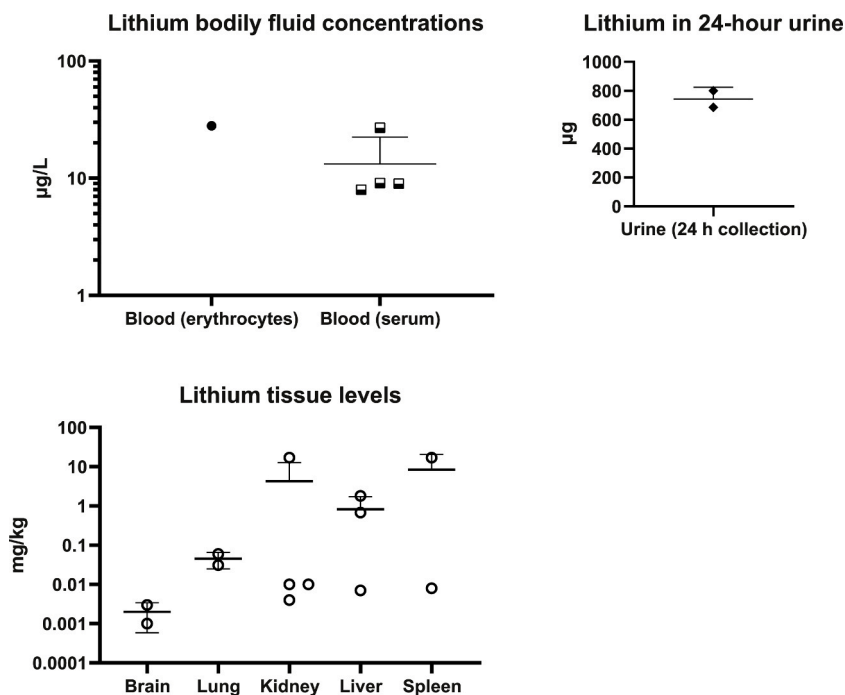 Lithium bodily fluid concentrations
100
10
1
µg/L
Blood (erythrocytes)
Blood (serum)
Lithium in 24-hour urine
1000
800
600
400
200
0
µg
Urine (24 h collection)
Lithium tissue levels
100
10
1
0.1
0.01
0.001
0.0001
mg/kg
Brain
Lung
Kidney
Liver
Spleen